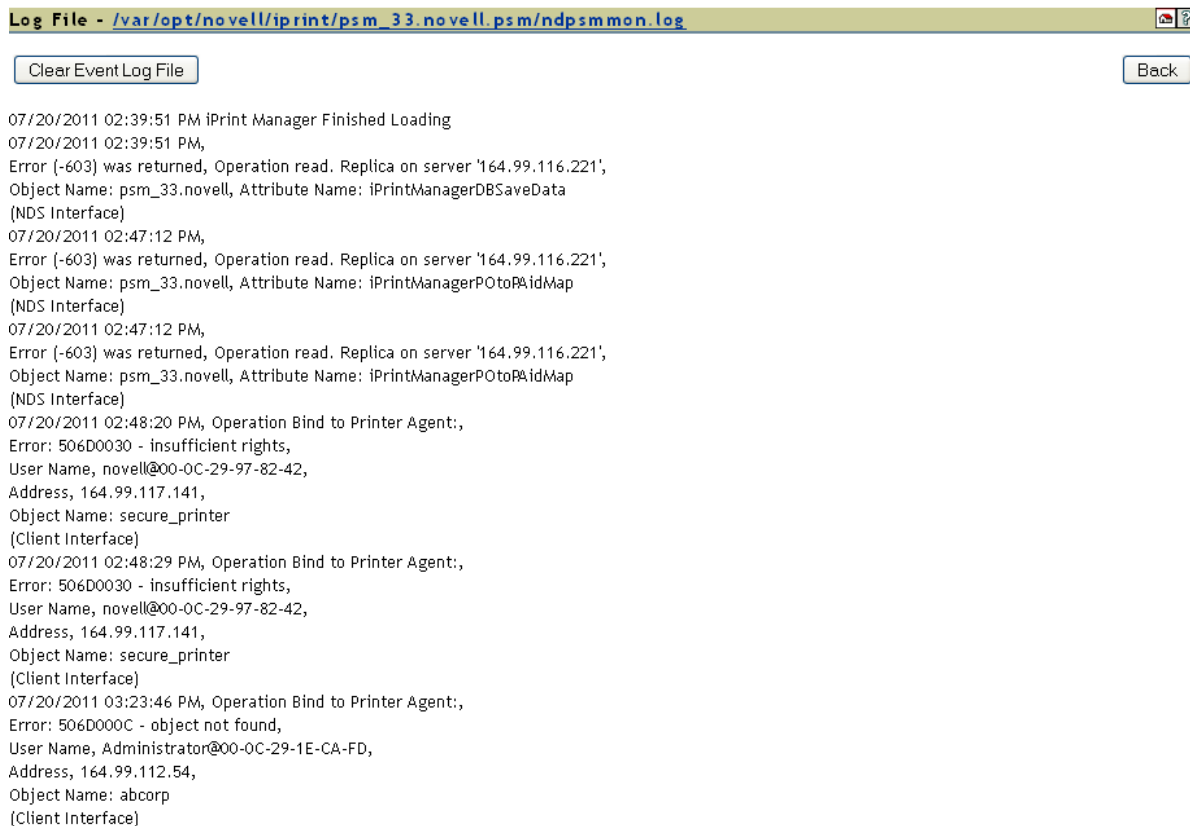 Log File - /var/opt/novell/iprint/psm_33.novell.psm/ndpsmmon.log
?
Clear Event Log File
Back
07/20/2011 02:39:51 PM iPrint Manager Finished Loading
07/20/2011 02:39:51 PM,
Error (-603) was returned, Operation read. Replica on server '164.99.116.221',
Object Name: psm_33.novell, Attribute Name: iPrintManagerDBSaveData
(NDS Interface)
07/20/2011 02:47:12 PM,
Error (-603) was returned, Operation read. Replica on server '164.99.116.221',
Object Name: psm_33.novell, Attribute Name: iPrintManagerPOtoPAidMap
(NDS Interface)
07/20/2011 02:47:12 PM,
Error (-603) was returned, Operation read. Replica on server '164.99.116.221',
Object Name: psm_33.novell, Attribute Name: iPrintManagerPOtoPAidMap
(NDS Interface)
07/20/2011 02:48:20 PM, Operation Bind to Printer Agent:,
Error: 506D0030 - insufficient rights,
User Name, novell@00-0C-29-97-82-42,
Address, 164.99.117.141,
Object Name: secure_printer
(Client Interface)
07/20/2011 02:48:29 PM, Operation Bind to Printer Agent:,
Error: 506D0030 - insufficient rights,
User Name, novell@00-0C-29-97-82-42,
Address, 164.99.117.141,
Object Name: secure_printer
(Client Interface)
07/20/2011 03:23:46 PM, Operation Bind to Printer Agent:,
Error: 506D000C - object not found,
User Name, Administrator@00-0C-29-1E-CA-FD,
Address, 164.99.112.54,
Object Name: abcorp
(Client Interface)